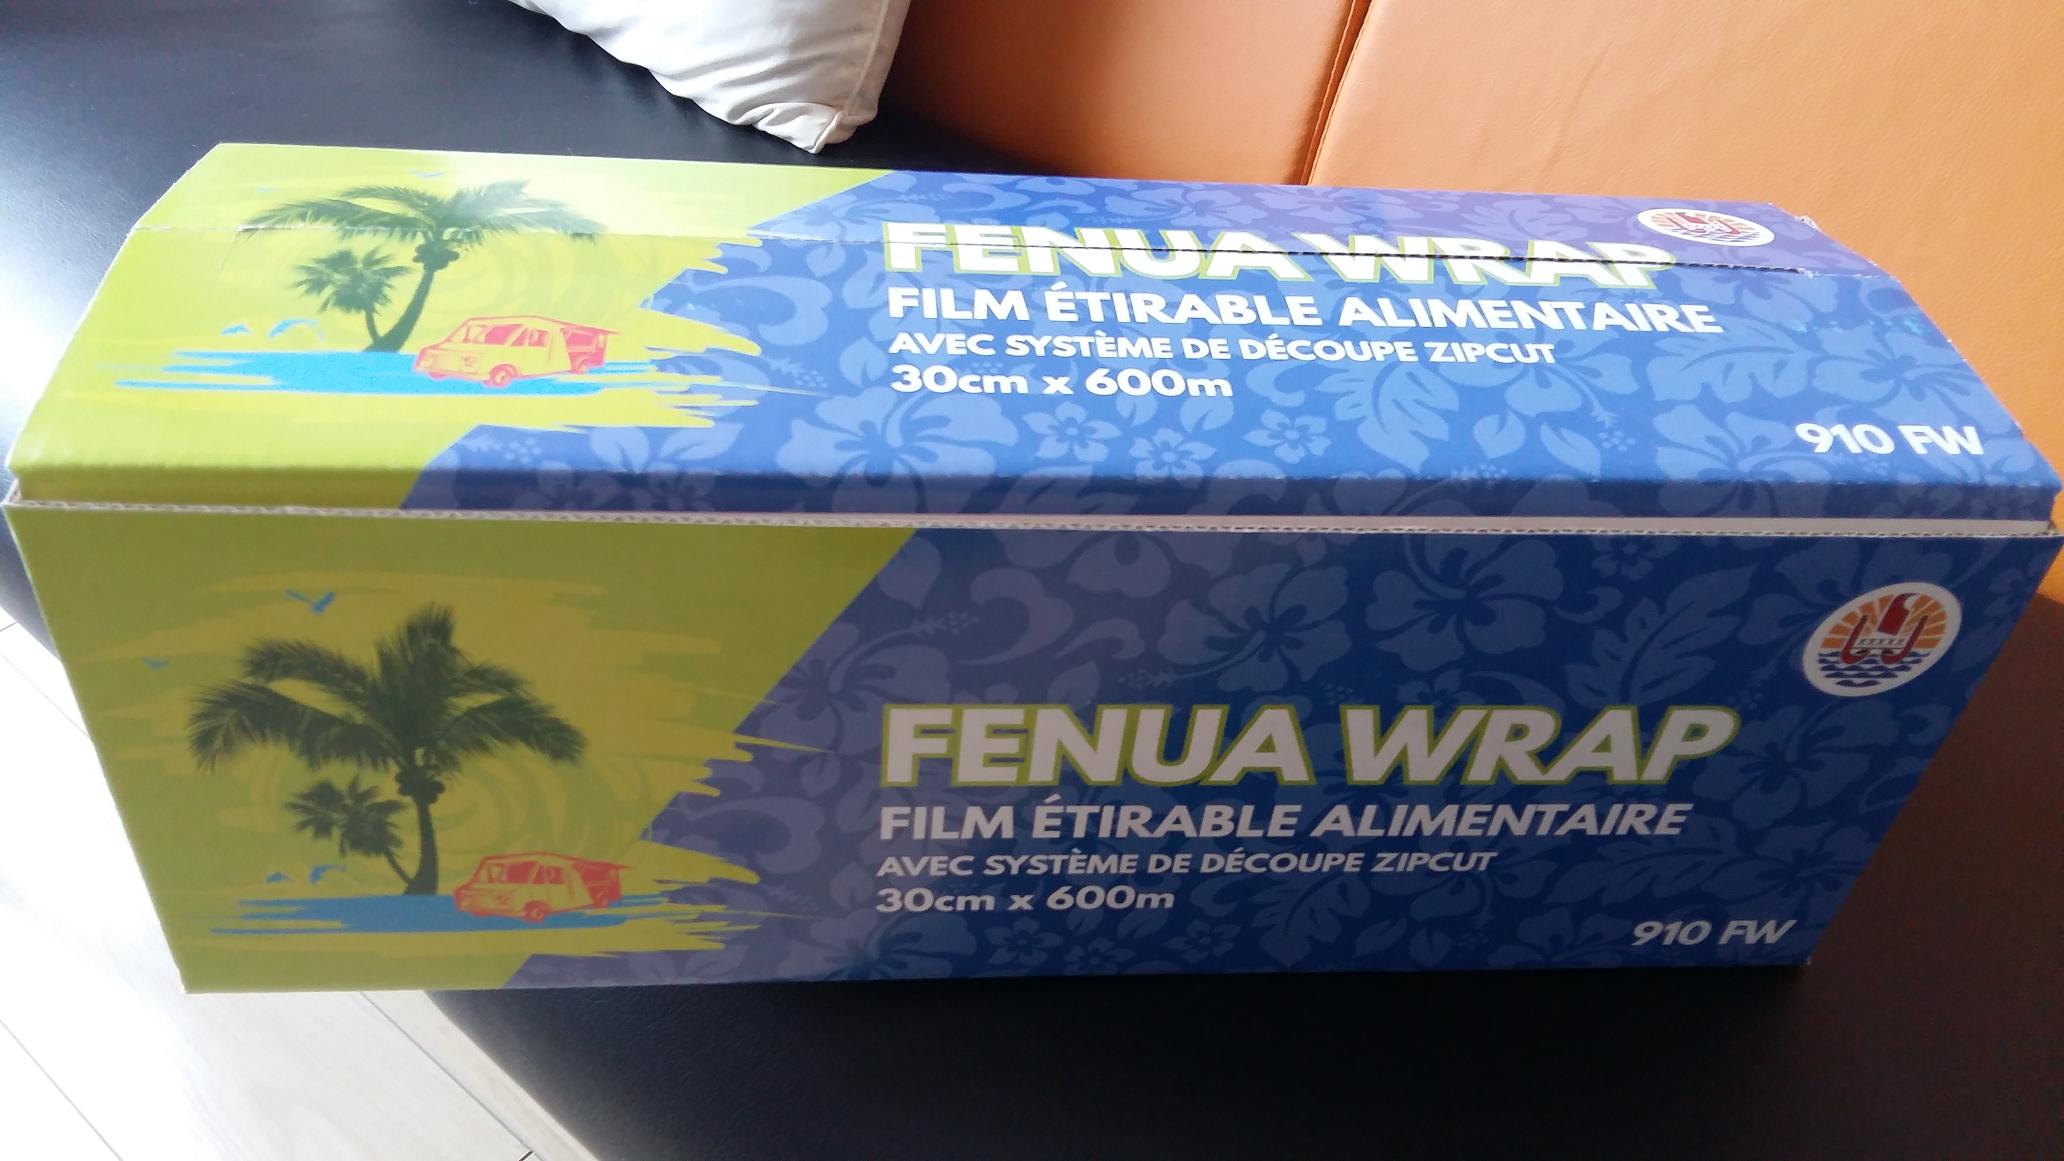 FENUA WRAP
FILM ÉTIRABLE ALIMENTAIRE
AVEC SYSTÈME DE DÉCOUPE ZIPCUT
30cm x 600m
910 FW
FENUA WRAP
FILM ÉTIRABLE ALIMENTAIRE
AVEC SYSTÈME DE DÉCOUPE ZIPCUT
30cm x 600m
910 FW